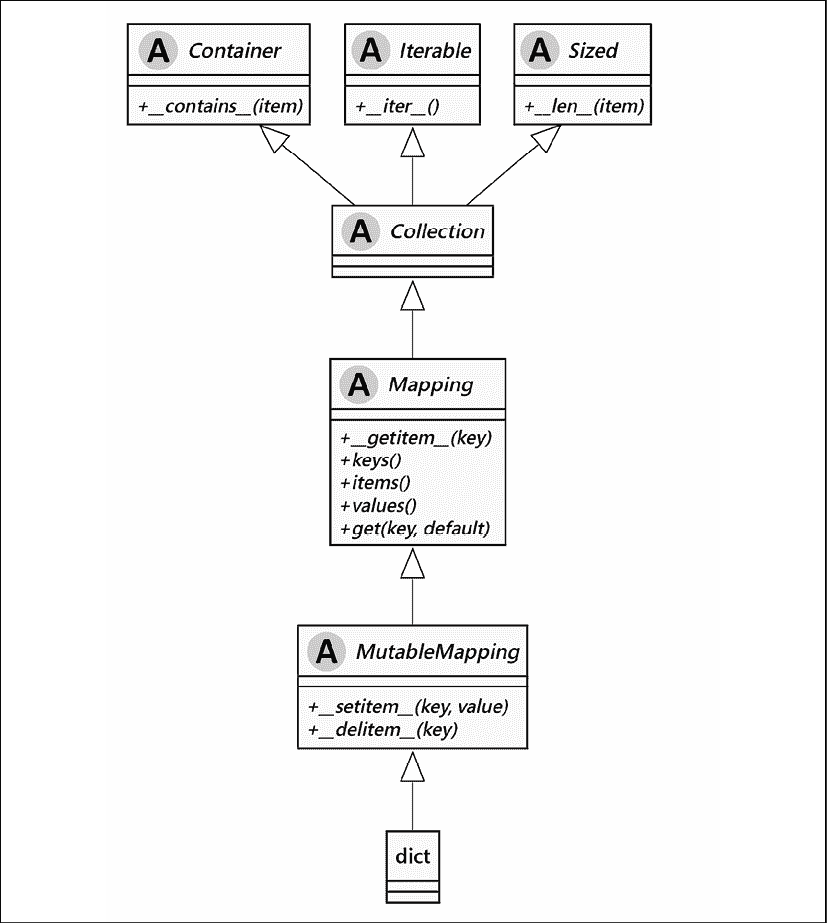 A Container
+__contains__(item)
A Iterable
+__iter__()
A Sized
+__len__(item)
A Collection
A Mapping
+__getitem__(key)
+keys()
+items()
+values()
+get(key, default)
A MutableMapping
+__setitem__(key, value)
+__delitem__(key)
dict